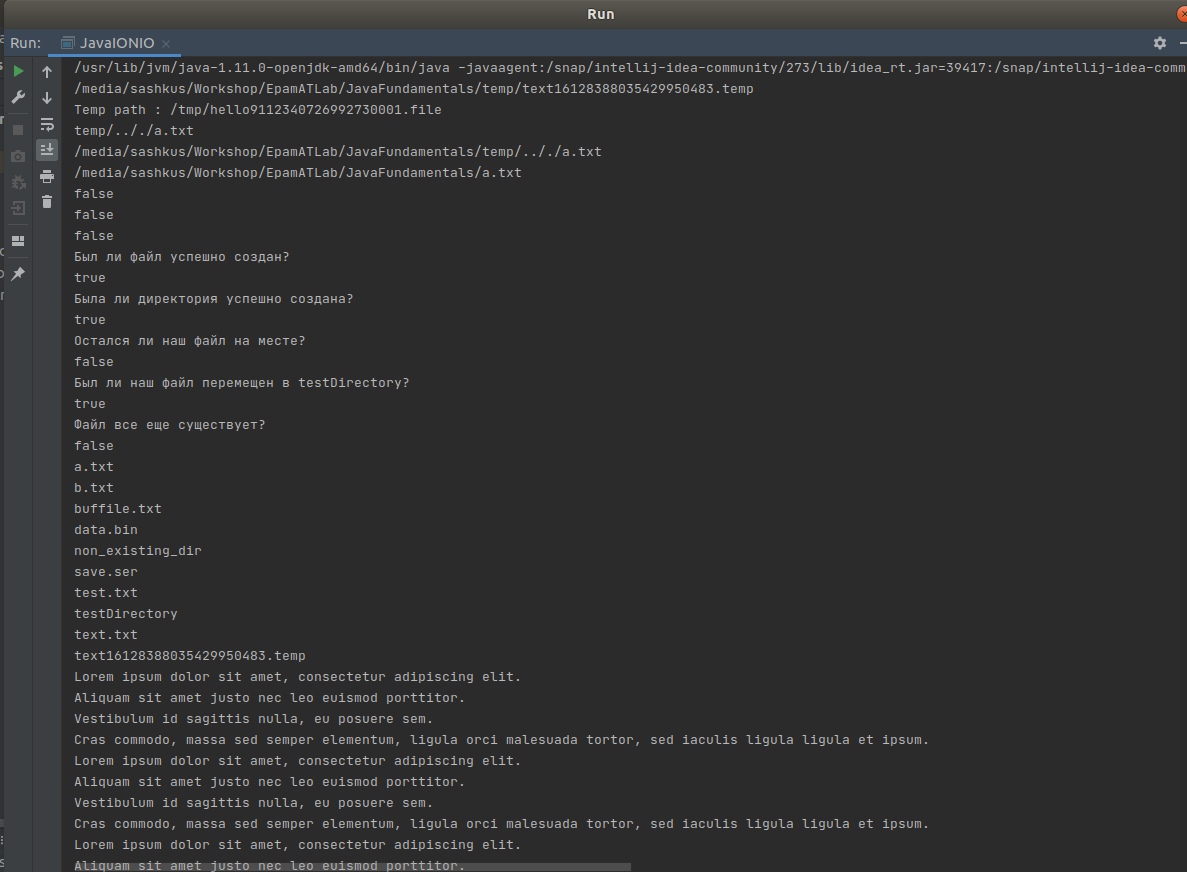 Run
Run: JavaIONIO
/usr/lib/jvm/java-1.11.0-openjdk-amd64/bin/java -javaagent:/snap/intellij-idea-community/273/lib/idea_rt.jar=39417:/snap/intellij-idea-comm
/media/sashkus/Workshop/EpamATLab/JavaFundamentals/temp/text16128388035429950483.temp
Temp path : /tmp/hello9112340726992730001.file
temp/.././a.txt
/media/sashkus/Workshop/EpamATLab/JavaFundamentals/temp/.././a.txt
/media/sashkus/Workshop/EpamATLab/JavaFundamentals/a.txt
false
false
false
Был ли файл успешно создан?
true
Была ли директория успешно создана?
true
Остался ли наш файл на месте?
false
Был ли наш файл перемещен в testDirectory?
true
Файл все еще существует?
false
a.txt
b.txt
buffile.txt
data.bin
non_existing_dir
save.ser
test.txt
testDirectory
text.txt
text16128388035429950483.temp
Lorem ipsum dolor sit amet, consectetur adipiscing elit.
Aliquam sit amet justo nec leo euismod porttitor.
Vestibulum id sagittis nulla, eu posuere sem.
Cras commodo, massa sed semper elementum, ligula orci malesuada tortor, sed iaculis ligula ligula et ipsum.
Lorem ipsum dolor sit amet, consectetur adipiscing elit.
Aliquam sit amet justo nec leo euismod porttitor.
Vestibulum id sagittis nulla, eu posuere sem.
Cras commodo, massa sed semper elementum, ligula orci malesuada tortor, sed iaculis ligula ligula et ipsum.
Lorem ipsum dolor sit amet, consectetur adipiscing elit.
Aliquam sit amet justo nec leo euismod porttitor.